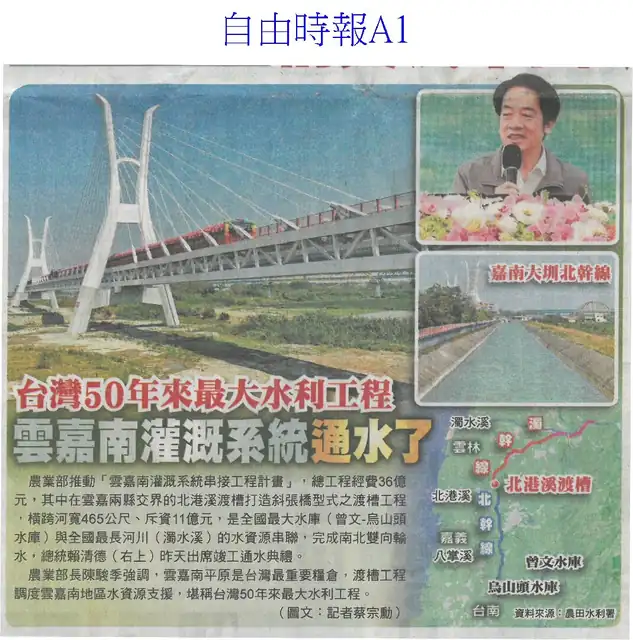 自由時報A1
嘉南大圳北幹線
台灣50年來最大水利工程
雲嘉南灌溉系統通水了
農業部推動「雲嘉南灌溉系統串接工程計畫」,總工程經費36億
元,其中在雲嘉兩縣交界的北港溪渡槽打造斜張橋型式之渡槽工程
,橫跨河寬465公尺、斥資11億元,是全國最大水庫(曾文-烏山頭
水庫)與全國最長河川(濁水溪)的水資源串聯,完成南北雙向輸
水,總統賴清德(右上)昨天出席竣工通水典禮。
農業部長陳駿季強調,雲嘉南平原是台灣最重要糧倉,渡槽工程
調度雲嘉南地區水資源支援,堪稱台灣50年來最大水利工程。
(圖文:記者蔡宗勳)
濁水溪
雲林
濁幹線
北港溪渡槽
北港溪
北幹線
嘉義
八掌溪
曾文水庫
烏山頭水庫
台南
資料來源:農田水利署